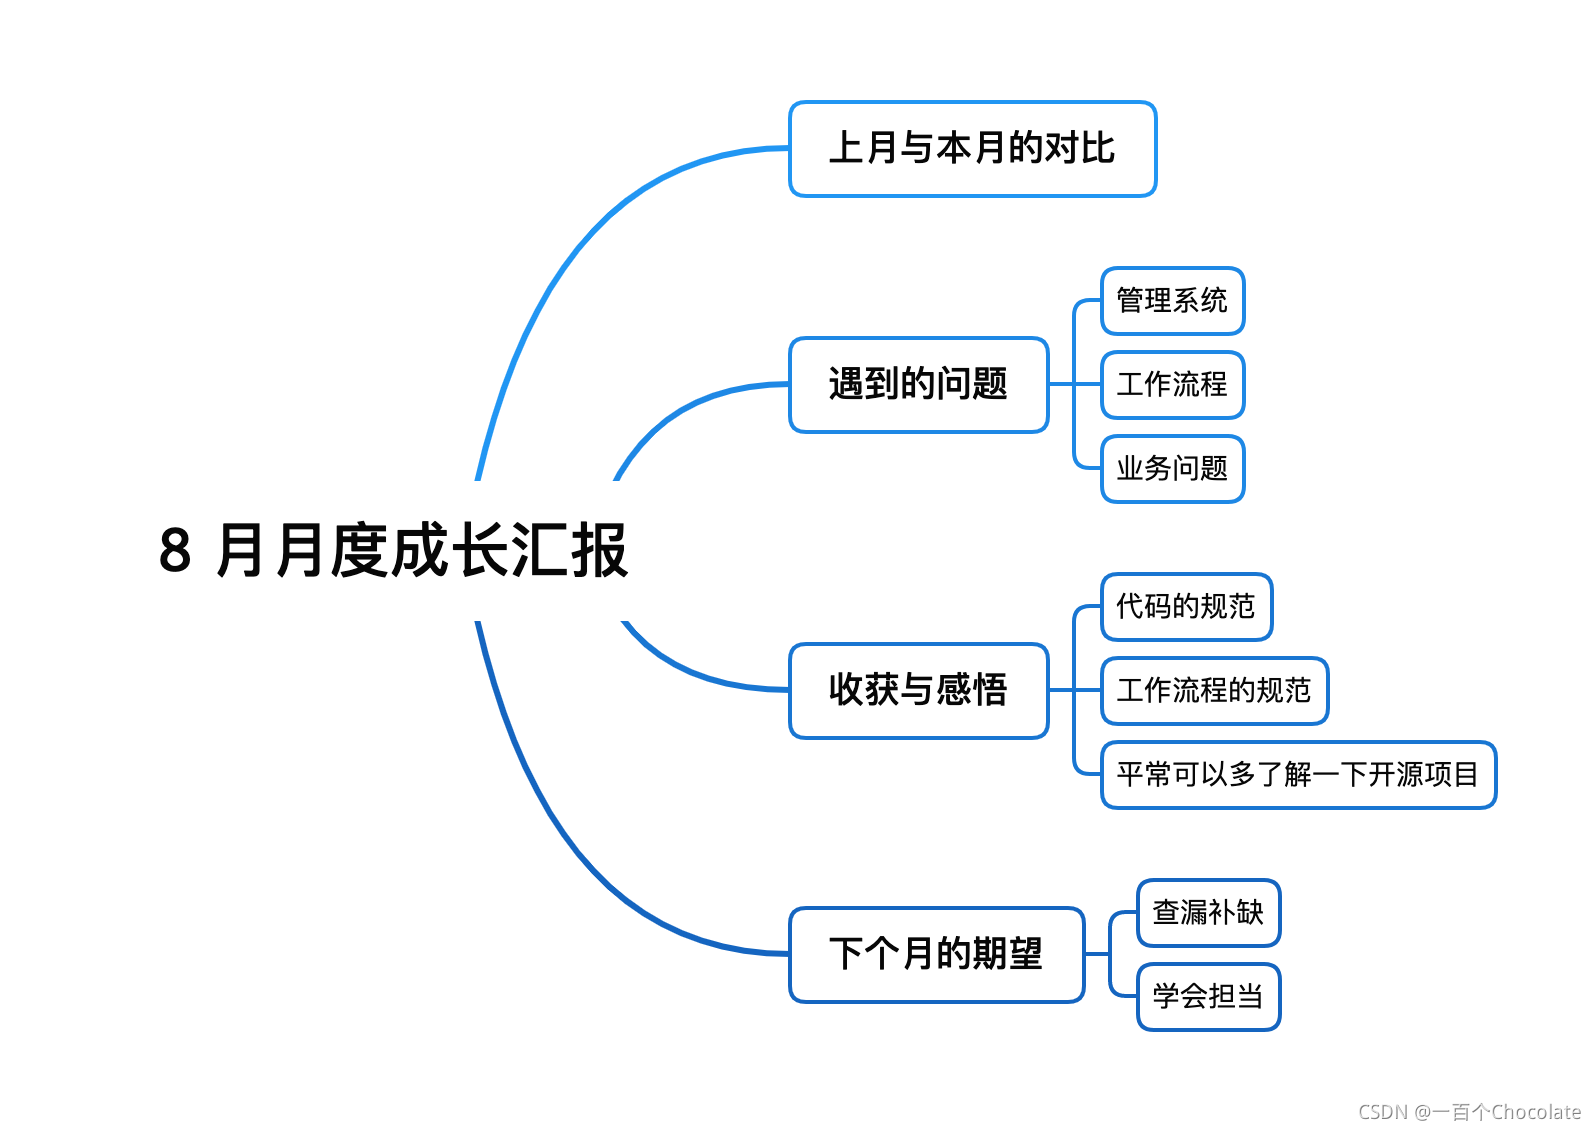 上月与本月的对比
管理系统
遇到的问题
工作流程
业务问题
8 月月度成长汇报
代码的规范
收获与感悟
工作流程的规范
平常可以多了解一下开源项目
查漏补缺
下个月的期望
学会担当
CSDN @一百个Chocolate